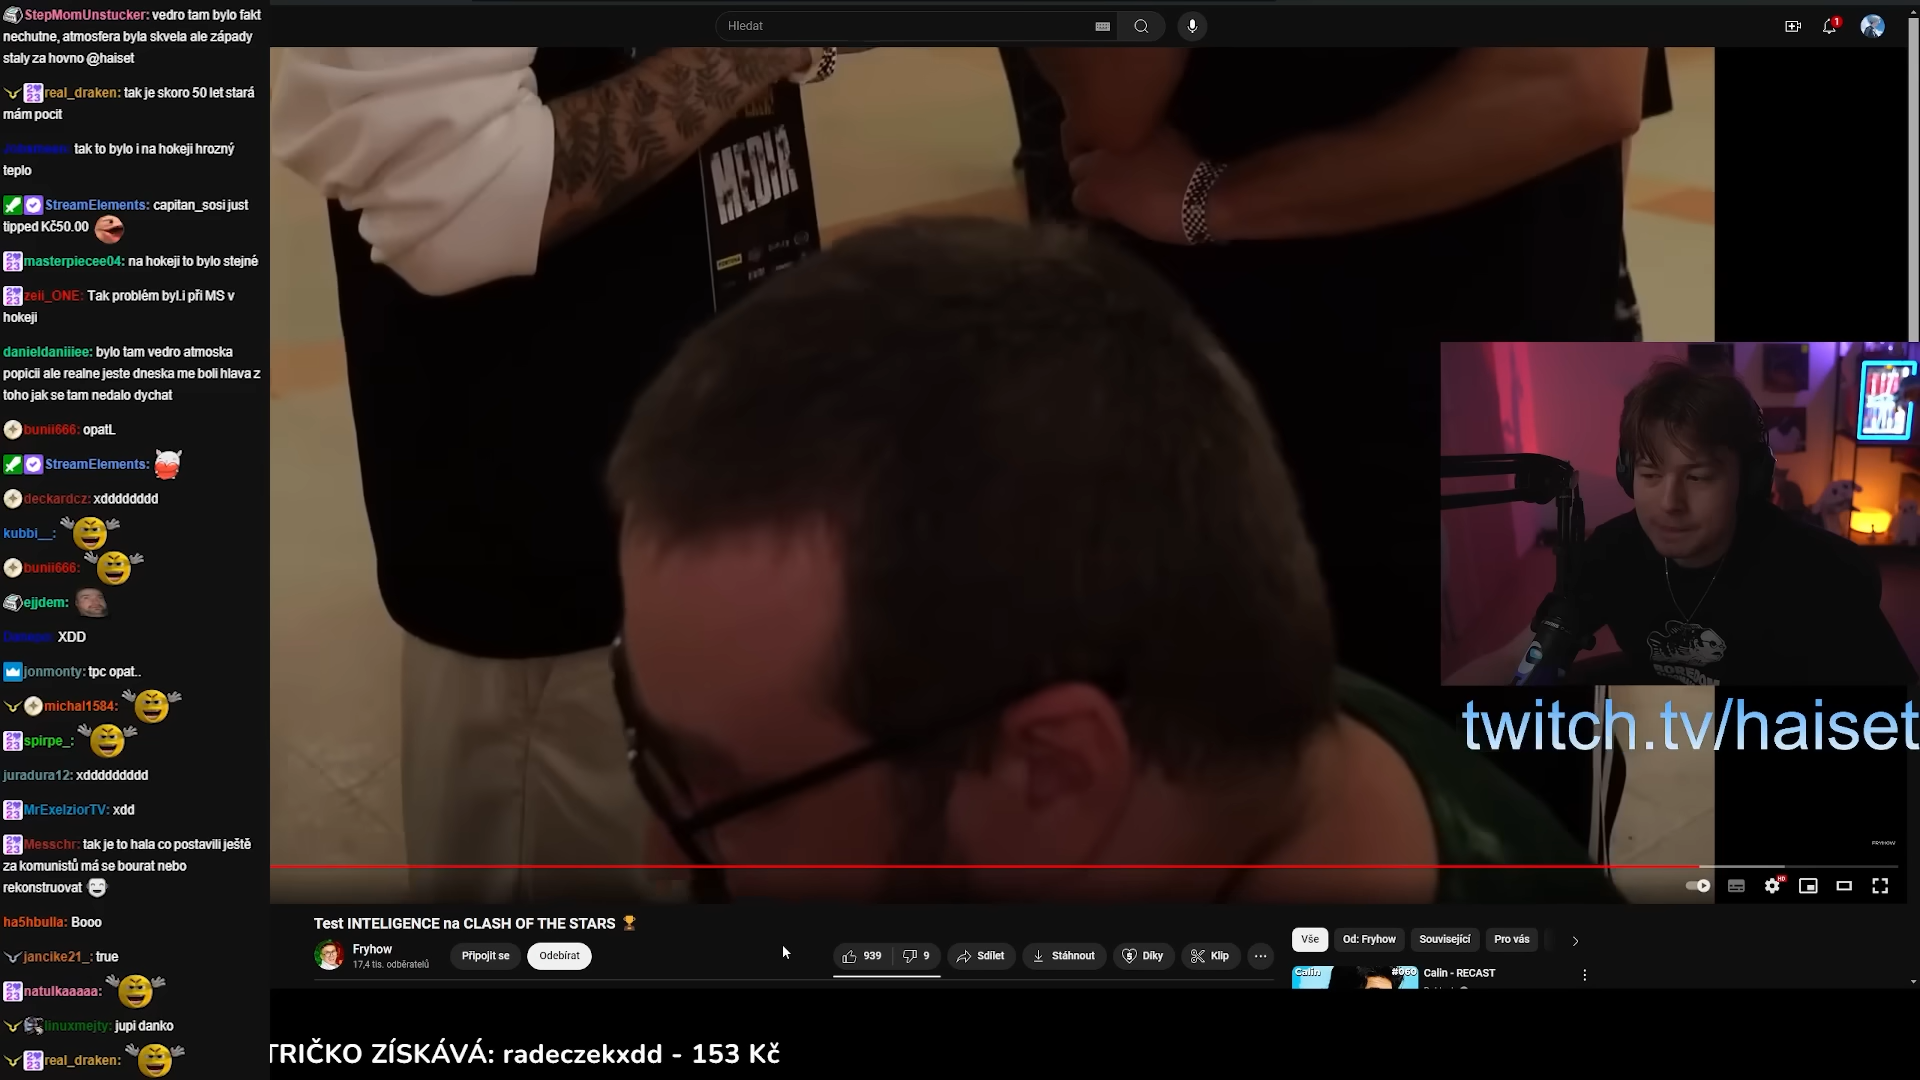 StepMomUnstucker: vedro tam bylo fakt
nechutne, atmosfera byla skvela ale západy
staly za hovno @haiset
real_draken: tak je skoro 50 let stará
mám pocit
tak to bylo i na hokeji hrozný
teplo
StreamElements: capitan_sosi just
tipped Kč50.00
masterpiecee04: na hokeji to bylo stejné
zeii_ONE: Tak problém byl.i při MS v
hokeji
danieldaniiiee: bylo tam vedro atmoska
popicii ale realne jeste dneska me boli hlava z
toho jak se tam nedalo dychat
bunii666: opatL
StreamElements:
deckardcz: xdddddddd
kubbi__:
bunii666:
ejjdem:
XDD
jonmonty: tpc opat..
michal1584:
spirpe_:
juradura12: xddddddddd
MrExelziorTV: xdd
Messchr: tak je to hala co postavili ještě
za komunistů má se bourat nebo
rekonstruovat
ha5hbulla: Booo
jancike21_: true
natulkaaaaa:
linuxmejty: jupi danko
real_draken:
Hledat
1
MEDIA
twitch.tv/haiset
FRYHOW
HD
Test INTELIGENCE na CLASH OF THE STARS
Fryhow
17,4 tis. odběratelů
Připojit se
Odebírat
939
9
Sdílet
Stáhnout
Díky
Klip
Vše
Od: Fryhow
Související
Pro vás
Calin
#060
Calin - RECAST
TRIČKO ZÍSKÁVÁ: radeczekxdd - 153 Kč